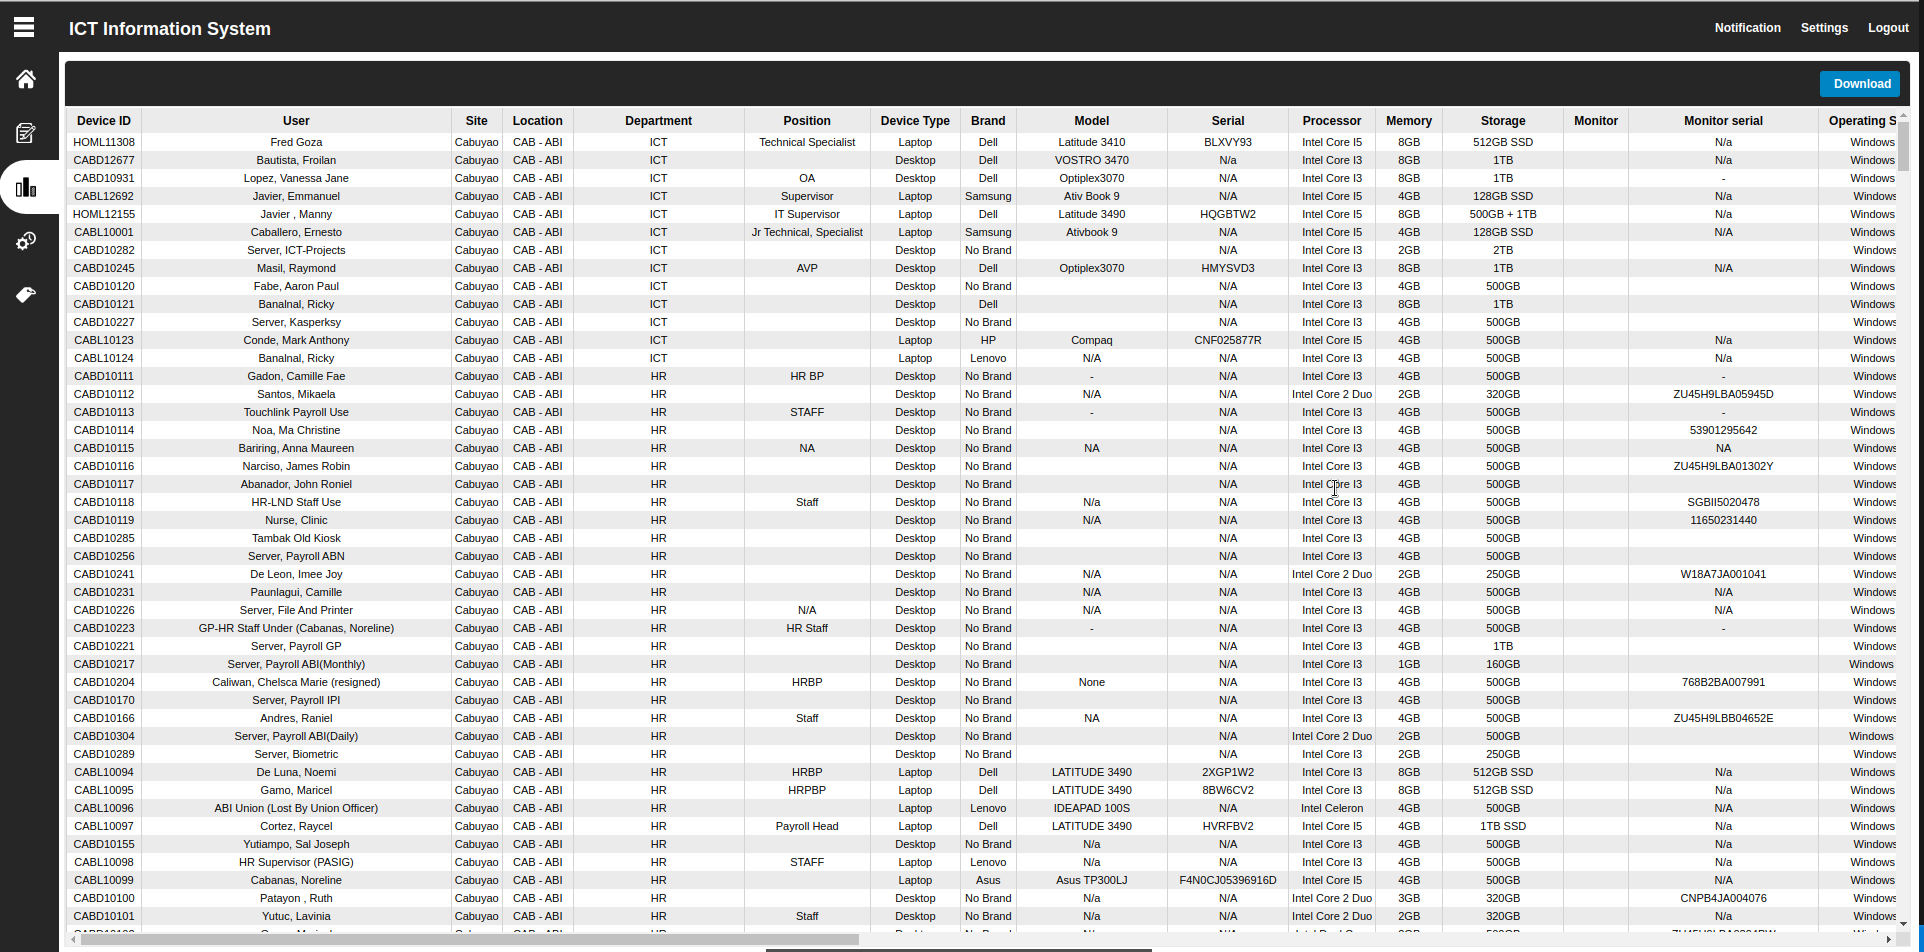 ICT Information System
Notification Settings Logout
Download
Device ID User Site Location Department Position Device Type Brand Model Serial Processor Memory Storage Monitor Monitor serial Operating S
HOML11308 Fred Goza Cabuyao CAB - ABI ICT Technical Specialist Laptop Dell Latitude 3410 BLXVY93 Intel Core I5 8GB 512GB SSD N/a Windows
CABD12677 Bautista, Froilan Cabuyao CAB - ABI ICT Desktop Dell VOSTRO 3470 N/a Intel Core I3 8GB 1TB N/a Windows
CABD10931 Lopez, Vanessa Jane Cabuyao CAB - ABI ICT OA Desktop Dell Optiplex3070 N/A Intel Core I3 8GB 1TB - Windows
CABL12692 Javier, Emmanuel Cabuyao CAB - ABI ICT Supervisor Laptop Samsung Ativ Book 9 N/A Intel Core I5 4GB 128GB SSD N/a Windows
HOML12155 Javier , Manny Cabuyao CAB - ABI ICT IT Supervisor Laptop Dell Latitude 3490 HQGBTW2 Intel Core I5 8GB 500GB + 1TB N/a Windows
CABL10001 Caballero, Ernesto Cabuyao CAB - ABI ICT Jr Technical, Specialist Laptop Samsung Ativbook 9 N/A Intel Core I5 4GB 128GB SSD N/A Windows
CABD10282 Server, ICT-Projects Cabuyao CAB - ABI ICT Desktop No Brand N/A Intel Core I3 2GB 2TB Windows
CABD10245 Masil, Raymond Cabuyao CAB - ABI ICT AVP Desktop Dell Optiplex3070 HMYSVD3 Intel Core I3 8GB 1TB N/A Windows
CABD10120 Fabe, Aaron Paul Cabuyao CAB - ABI ICT Desktop No Brand N/A Intel Core I3 4GB 500GB Windows
CABD10121 Banalnal, Ricky Cabuyao CAB - ABI ICT Desktop Dell N/A Intel Core I3 8GB 1TB Windows
CABD10227 Server, Kasperksy Cabuyao CAB - ABI ICT Desktop No Brand N/A Intel Core I3 4GB 500GB Windows
CABL10123 Conde, Mark Anthony Cabuyao CAB - ABI ICT Laptop HP Compaq CNF025877R Intel Core I5 4GB 500GB N/a Windows
CABL10124 Banalnal, Ricky Cabuyao CAB - ABI ICT Laptop Lenovo N/A N/A Intel Core I3 4GB 500GB N/a Windows
CABD10111 Gadon, Camille Fae Cabuyao CAB - ABI HR HR BP Desktop No Brand - N/A Intel Core I3 4GB 500GB - Windows
CABD10112 Santos, Mikaela Cabuyao CAB - ABI HR Desktop No Brand N/A N/A Intel Core 2 Duo 2GB 320GB ZU45H9LBA05945D Windows
CABD10113 Touchlink Payroll Use Cabuyao CAB - ABI HR STAFF Desktop No Brand - N/A Intel Core I3 4GB 500GB - Windows
CABD10114 Noa, Ma Christine Cabuyao CAB - ABI HR Desktop No Brand N/A Intel Core I3 4GB 500GB 53901295642 Windows
CABD10115 Bariring, Anna Maureen Cabuyao CAB - ABI HR NA Desktop No Brand NA N/A Intel Core I3 4GB 500GB NA Windows
CABD10116 Narciso, James Robin Cabuyao CAB - ABI HR Desktop No Brand N/A Intel Core I3 4GB 500GB ZU45H9LBA01302Y Windows
CABD10117 Abanador, John Roniel Cabuyao CAB - ABI HR Desktop No Brand N/A Intel Core I3 4GB 500GB Windows
CABD10118 HR-LND Staff Use Cabuyao CAB - ABI HR Staff Desktop No Brand N/a N/A Intel Core I3 4GB 500GB SGBII5020478 Windows
CABD10119 Nurse, Clinic Cabuyao CAB - ABI HR Desktop No Brand N/A N/A Intel Core I3 4GB 500GB 11650231440 Windows
CABD10285 Tambak Old Kiosk Cabuyao CAB - ABI HR Desktop No Brand N/A Intel Core I3 4GB 500GB Windows
CABD10256 Server, Payroll ABN Cabuyao CAB - ABI HR Desktop No Brand N/A Intel Core I3 4GB 500GB Windows
CABD10241 De Leon, Imee Joy Cabuyao CAB - ABI HR Desktop No Brand N/A N/A Intel Core 2 Duo 2GB 250GB W18A7JA001041 Windows
CABD10231 Paunlagui, Camille Cabuyao CAB - ABI HR Desktop No Brand N/A N/A Intel Core I3 4GB 500GB N/A Windows
CABD10226 Server, File And Printer Cabuyao CAB - ABI HR N/A Desktop No Brand N/A N/A Intel Core I3 4GB 500GB N/A Windows
CABD10223 GP-HR Staff Under (Cabanas, Noreline) Cabuyao CAB - ABI HR HR Staff Desktop No Brand - N/A Intel Core I3 4GB 500GB - Windows
CABD10221 Server, Payroll GP Cabuyao CAB - ABI HR Desktop No Brand N/A Intel Core I3 4GB 1TB Windows
CABD10217 Server, Payroll ABI(Monthly) Cabuyao CAB - ABI HR Desktop No Brand N/A Intel Core I3 1GB 160GB Windows
CABD10204 Caliwan, Chelsca Marie (resigned) Cabuyao CAB - ABI HR HRBP Desktop No Brand None N/A Intel Core I3 4GB 500GB 768B2BA007991 Windows
CABD10170 Server, Payroll IPI Cabuyao CAB - ABI HR Desktop No Brand N/A Intel Core I3 4GB 500GB Windows
CABD10166 Andres, Raniel Cabuyao CAB - ABI HR Staff Desktop No Brand NA N/A Intel Core I3 4GB 500GB ZU45H9LBB04652E Windows
CABD10304 Server, Payroll ABI(Daily) Cabuyao CAB - ABI HR Desktop No Brand N/A Intel Core 2 Duo 2GB 500GB Windows
CABD10289 Server, Biometric Cabuyao CAB - ABI HR Desktop No Brand N/A Intel Core I3 2GB 250GB Windows
CABL10094 De Luna, Noemi Cabuyao CAB - ABI HR HRBP Laptop Dell LATITUDE 3490 2XGP1W2 Intel Core I3 8GB 512GB SSD N/a Windows
CABL10095 Gamo, Maricel Cabuyao CAB - ABI HR HRPBP Laptop Dell LATITUDE 3490 8BW6CV2 Intel Core I3 8GB 512GB SSD N/a Windows
CABL10096 ABI Union (Lost By Union Officer) Cabuyao CAB - ABI HR Laptop Lenovo IDEAPAD 100S N/A Intel Celeron 4GB 500GB N/A Windows
CABL10097 Cortez, Raycel Cabuyao CAB - ABI HR Payroll Head Laptop Dell LATITUDE 3490 HVRFBV2 Intel Core I5 4GB 1TB SSD N/a Windows
CABD10155 Yutiampo, Sal Joseph Cabuyao CAB - ABI HR Desktop No Brand N/a N/A Intel Core I3 4GB 500GB N/a Windows
CABL10098 HR Supervisor (PASIG) Cabuyao CAB - ABI HR STAFF Laptop Lenovo N/a N/A Intel Core I3 4GB 500GB N/a Windows
CABL10099 Cabanas, Noreline Cabuyao CAB - ABI HR Laptop Asus Asus TP300LJ F4N0CJ05396916D Intel Core I5 4GB 500GB N/A Windows
CABD10100 Patayon , Ruth Cabuyao CAB - ABI HR Desktop No Brand N/a N/A Intel Core 2 Duo 3GB 320GB CNPB4JA004076 Windows
CABD10101 Yutuc, Lavinia Cabuyao CAB - ABI HR Staff Desktop No Brand N/a N/A Intel Core 2 Duo 2GB 320GB N/a Windows